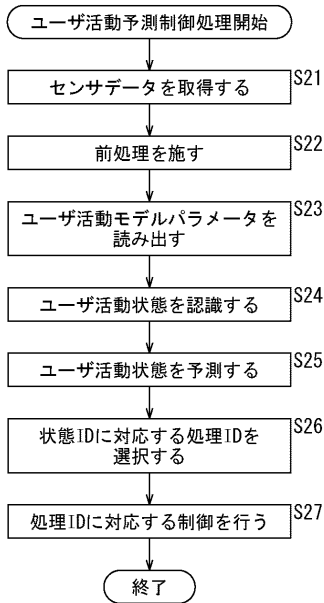 ユーザ活動予測制御処理開始
センサデータを取得する
S21
前処理を施す
S22
ユーザ活動モデルパラメータを
読み出す
S23
ユーザ活動状態を認識する
S24
ユーザ活動状態を予測する
S25
状態IDに対応する処理IDを
選択する
S26
処理IDに対応する制御を行う
S27
終了